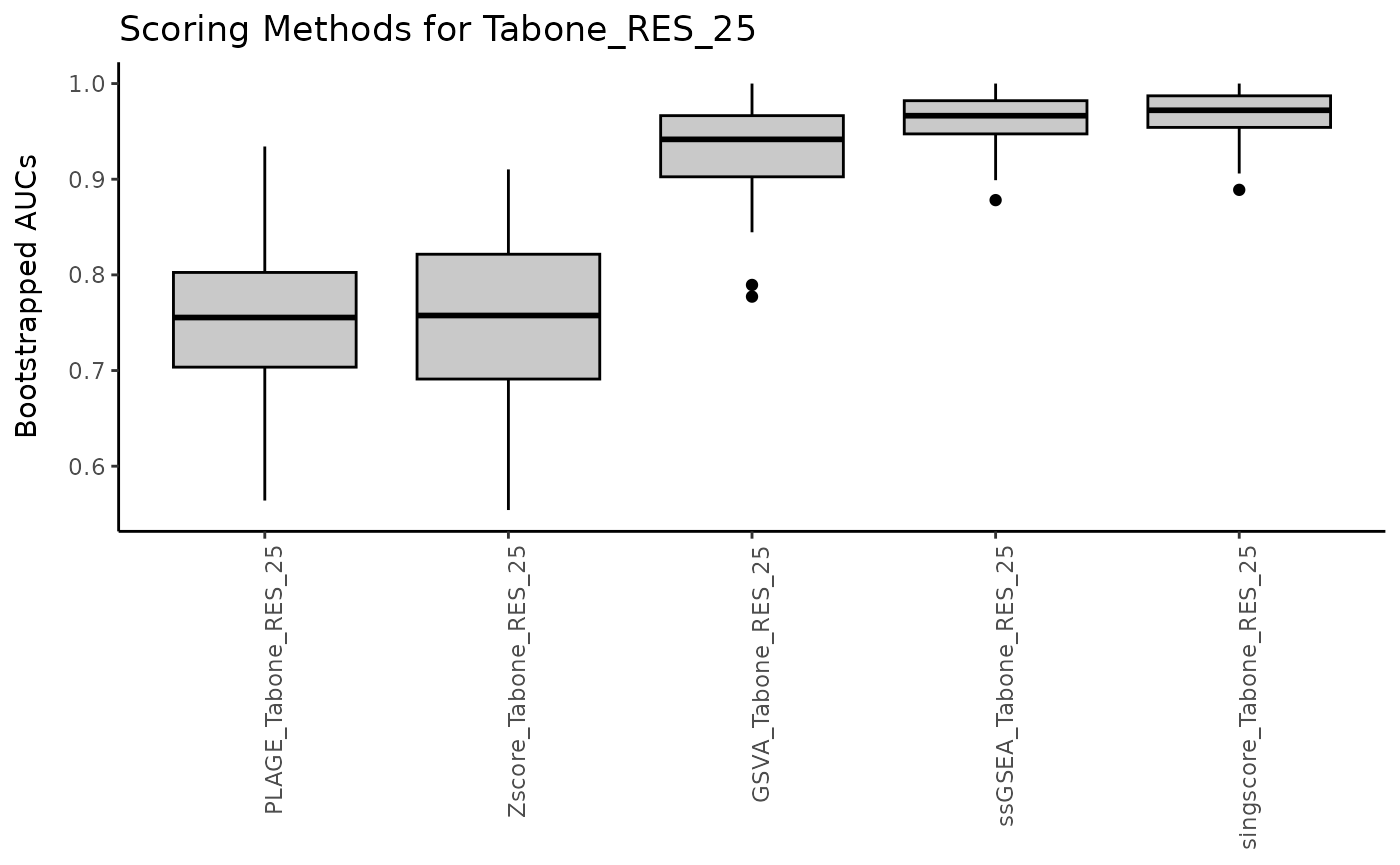 Scoring Methods for Tabone_RES_25
Bootstrapped AUCs
1.0
0.9
0.8
0.7
0.6
PLAGE_Tabone_RES_25
Zscore_Tabone_RES_25
GSVA_Tabone_RES_25
ssGSEA_Tabone_RES_25
singscore_Tabone_RES_25